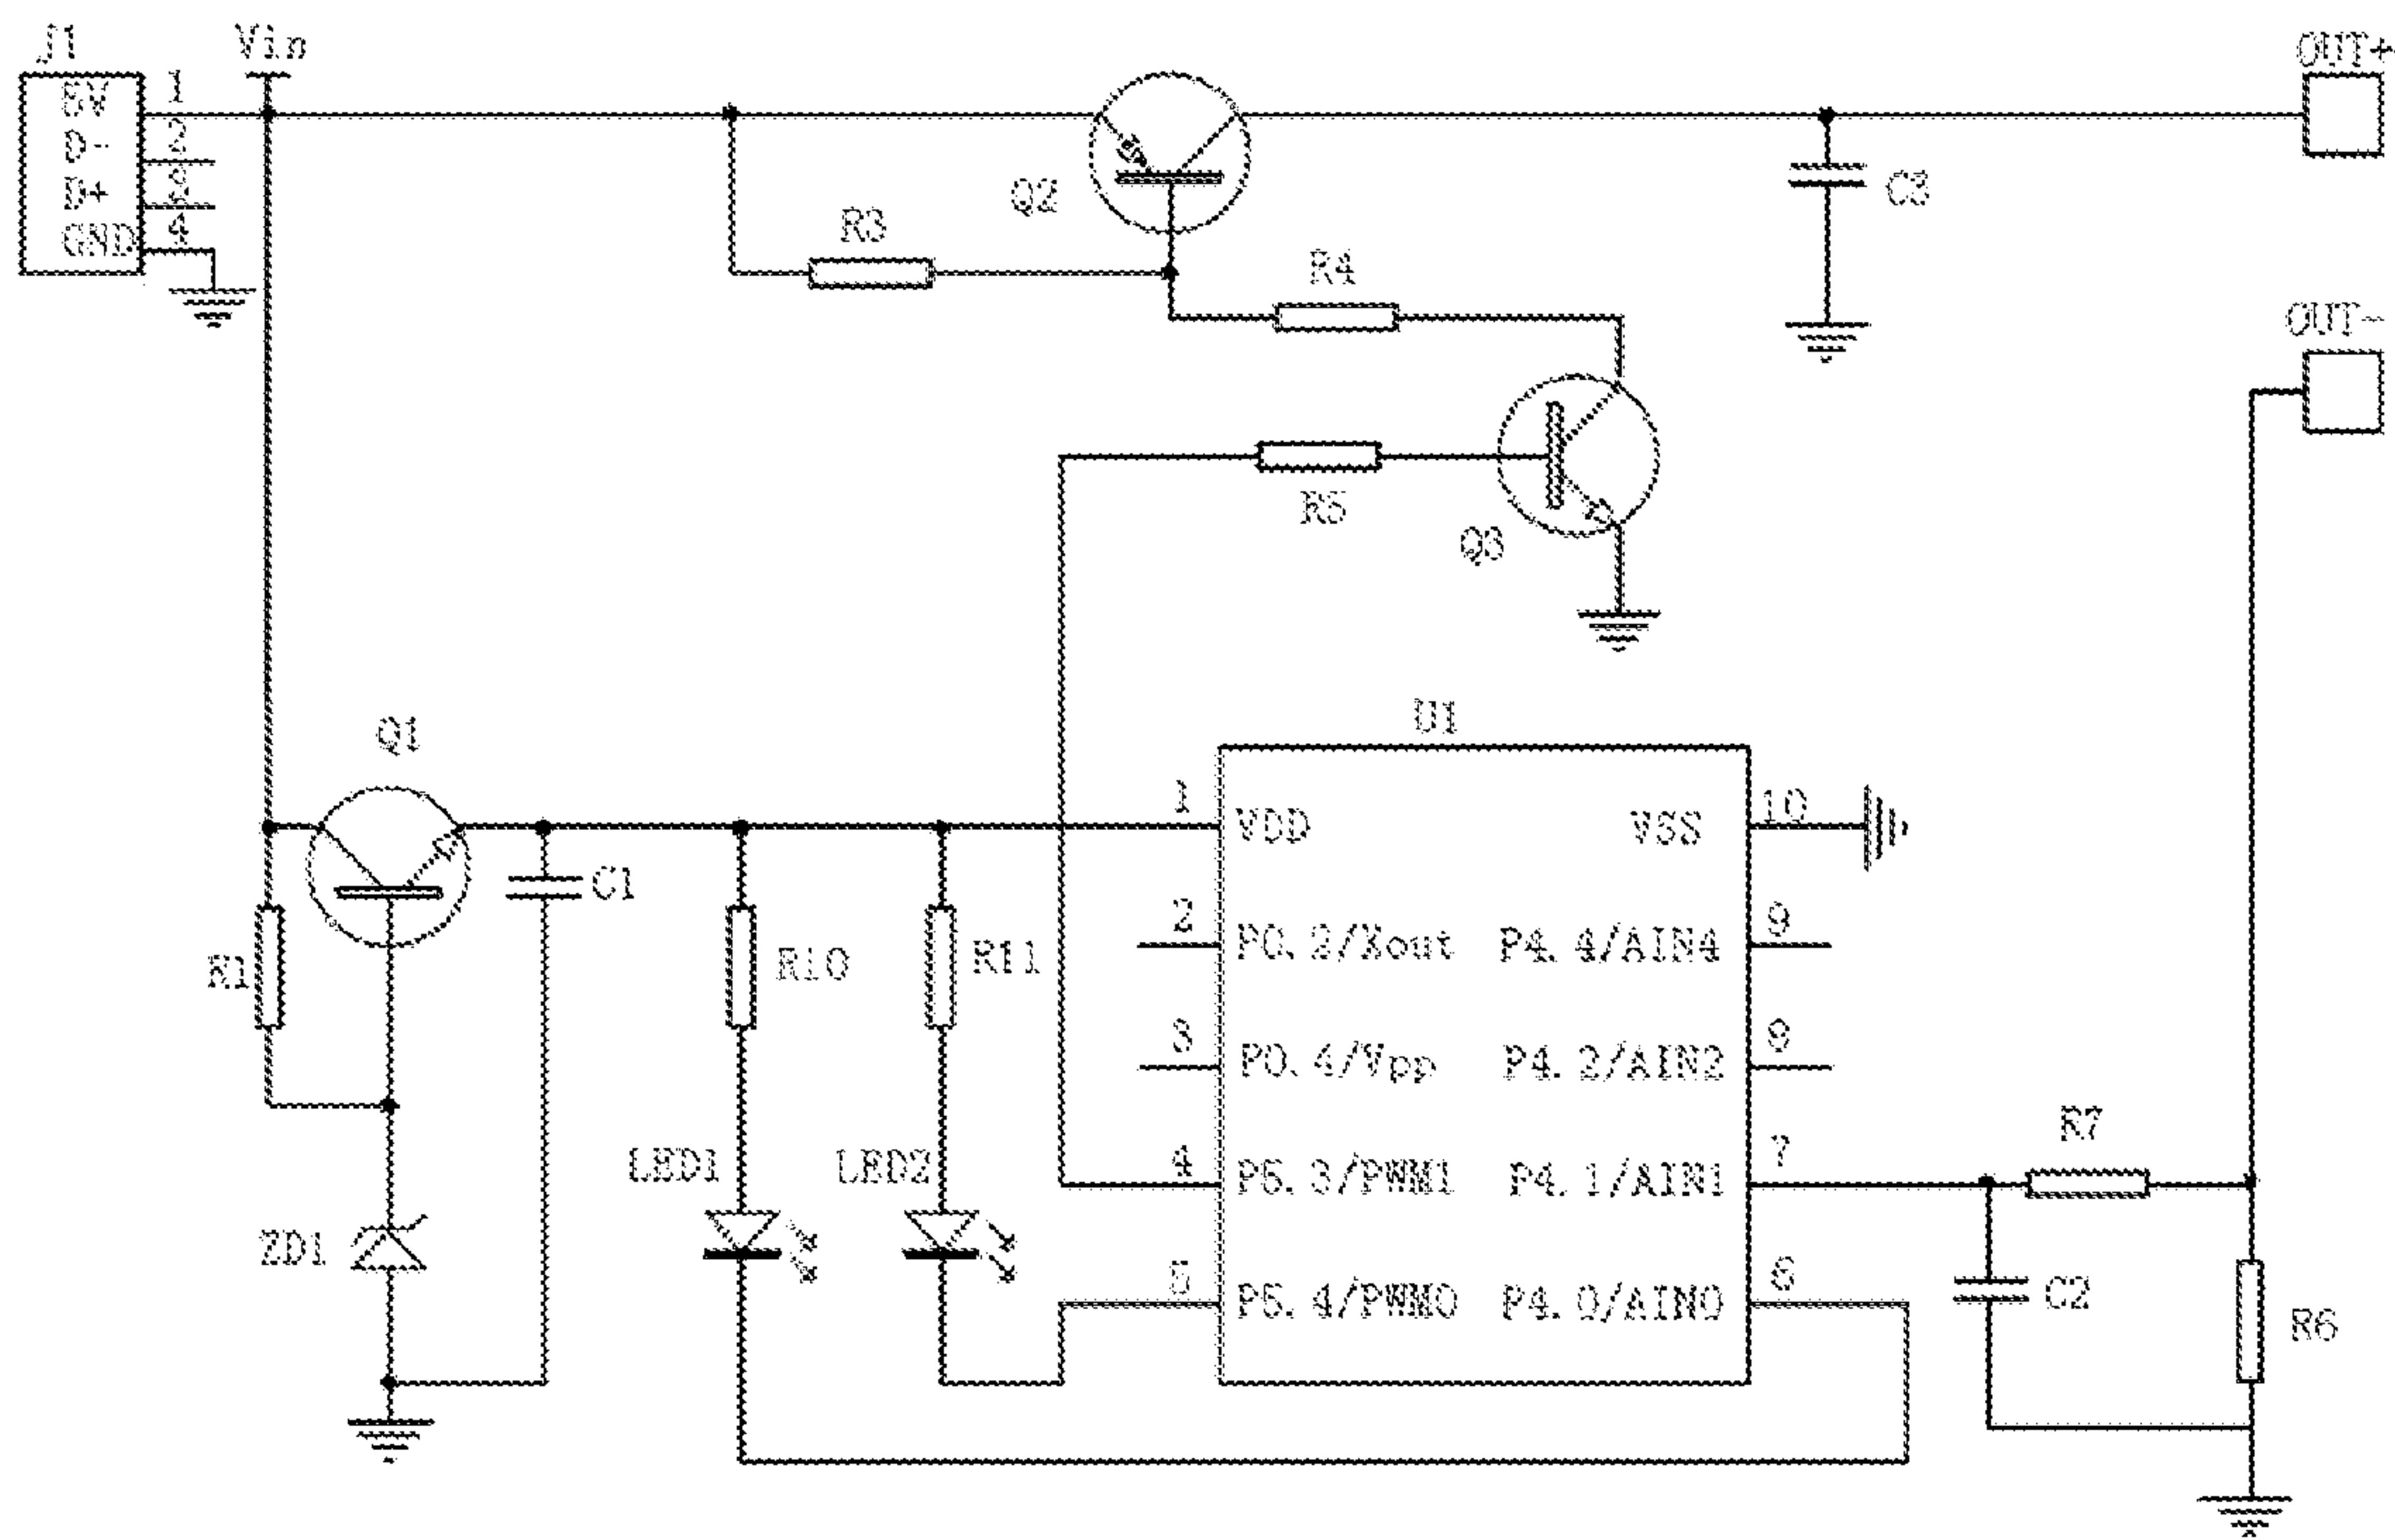 J1
Vin
OUT+
5V
1
D-
2
D+
3
GND
4
Q2
C3
R3
R4
OUT-
R5
Q3
U1
Q1
1
VDD
VSS
10
C1
2
P0.2/Xout
P4.4/AIN4
9
R1
R10
R11
3
P0.4/Vpp
P4.2/AIN2
8
R7
LED1
LED2
4
P5.3/PWM1
P4.1/AIN1
7
ZD1
5
P5.4/PWM0
P4.0/AIN0
6
C2
R6